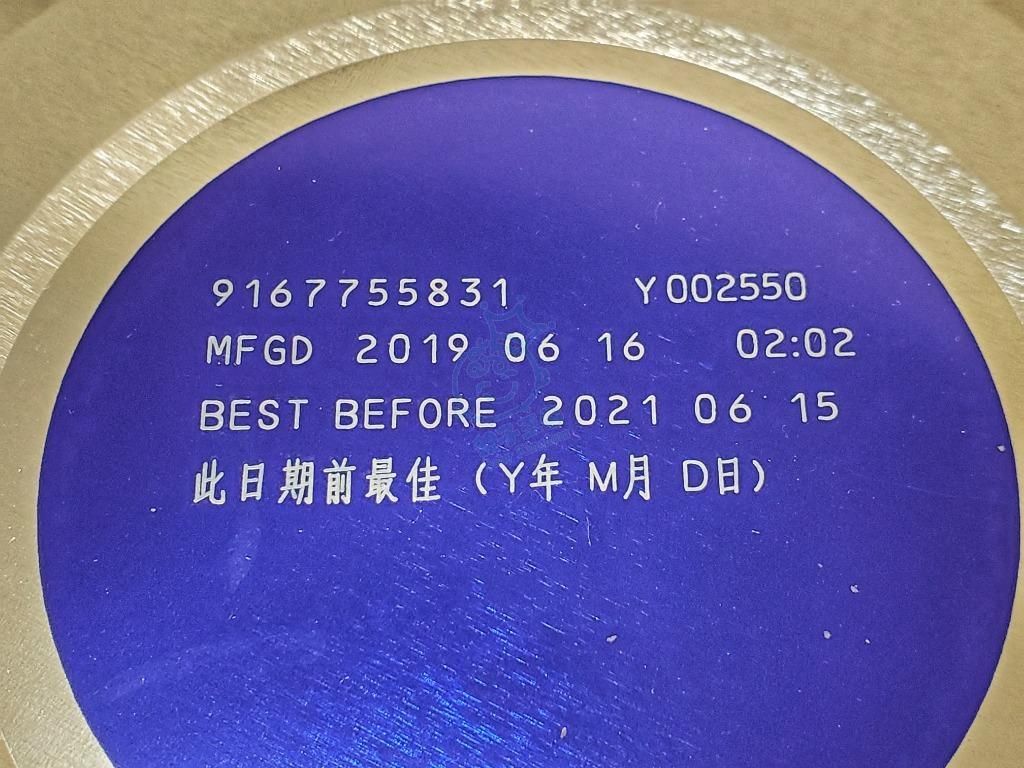 9167755831 Y002550
MFGD 2019 06 16 02:02
BEST BEFORE 2021 06 15
此日期前最佳（Y年 M月 D日）